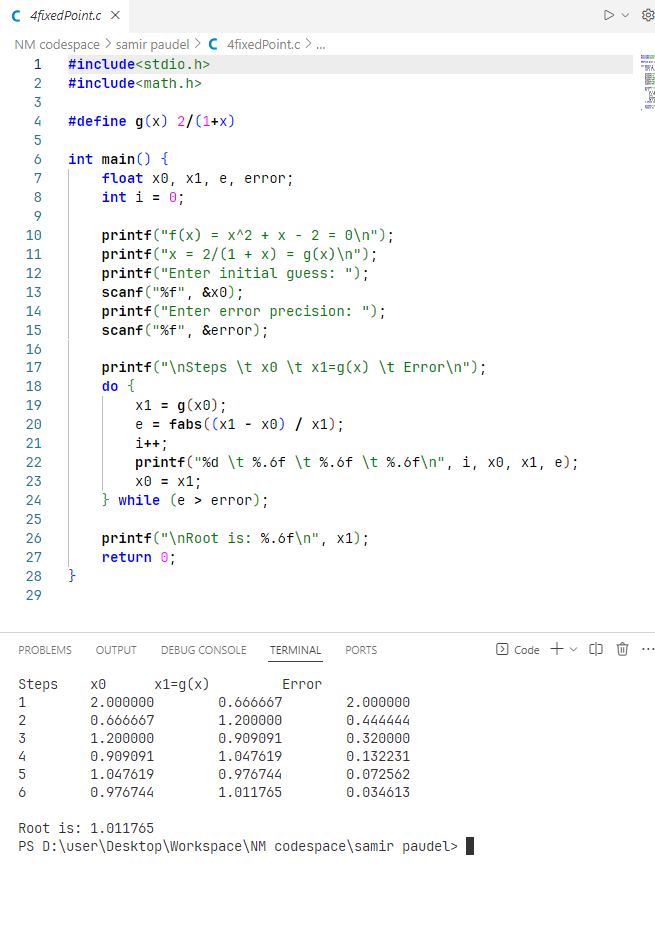 C 4fixedPoint.c ×
NM codespace > samir paudel > C 4fixedPoint.c > ...
1 #include<stdio.h>
2 #include<math.h>
3
4 #define g(x) 2/(1+x)
5
6 int main() {
7 float x0, x1, e, error;
8 int i = 0;
9
10 printf("f(x) = x^2 + x - 2 = 0\n");
11 printf("x = 2/(1 + x) = g(x)\n");
12 printf("Enter initial guess: ");
13 scanf("%f", &x0);
14 printf("Enter error precision: ");
15 scanf("%f", &error);
16
17 printf("\nSteps \t x0 \t x1=g(x) \t Error\n");
18 do {
19 x1 = g(x0);
20 e = fabs((x1 - x0) / x1);
21 i++;
22 printf("%d \t %.6f \t %.6f \t %.6f\n", i, x0, x1, e);
23 x0 = x1;
24 } while (e > error);
25
26 printf("\nRoot is: %.6f\n", x1);
27 return 0;
28 }
29
PROBLEMS OUTPUT DEBUG CONSOLE TERMINAL PORTS Code
Steps x0 x1=g(x) Error
1 2.000000 0.666667 2.000000
2 0.666667 1.200000 0.444444
3 1.200000 0.909091 0.320000
4 0.909091 1.047619 0.132231
5 1.047619 0.976744 0.072562
6 0.976744 1.011765 0.034613
Root is: 1.011765
PS D:\user\Desktop\Workspace\NM codespace\samir paudel>